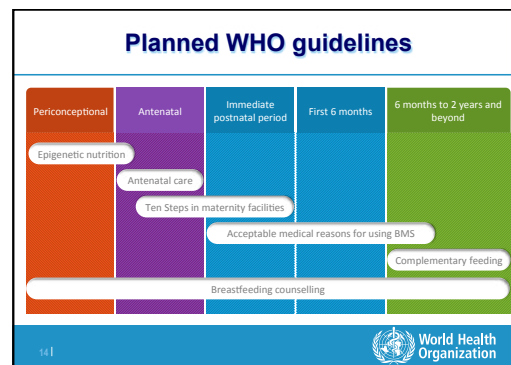 Planned WHO guidelines
Periconceptional
Antenatal
Immediate
postnatal period
First 6 months
6 months to 2 years and
beyond
Epigenetic nutrition
Antenatal care
Ten Steps in maternity facilities
Acceptable medical reasons for using BMS
Complementary feeding
Breastfeeding counselling
14 |
World Health
Organization